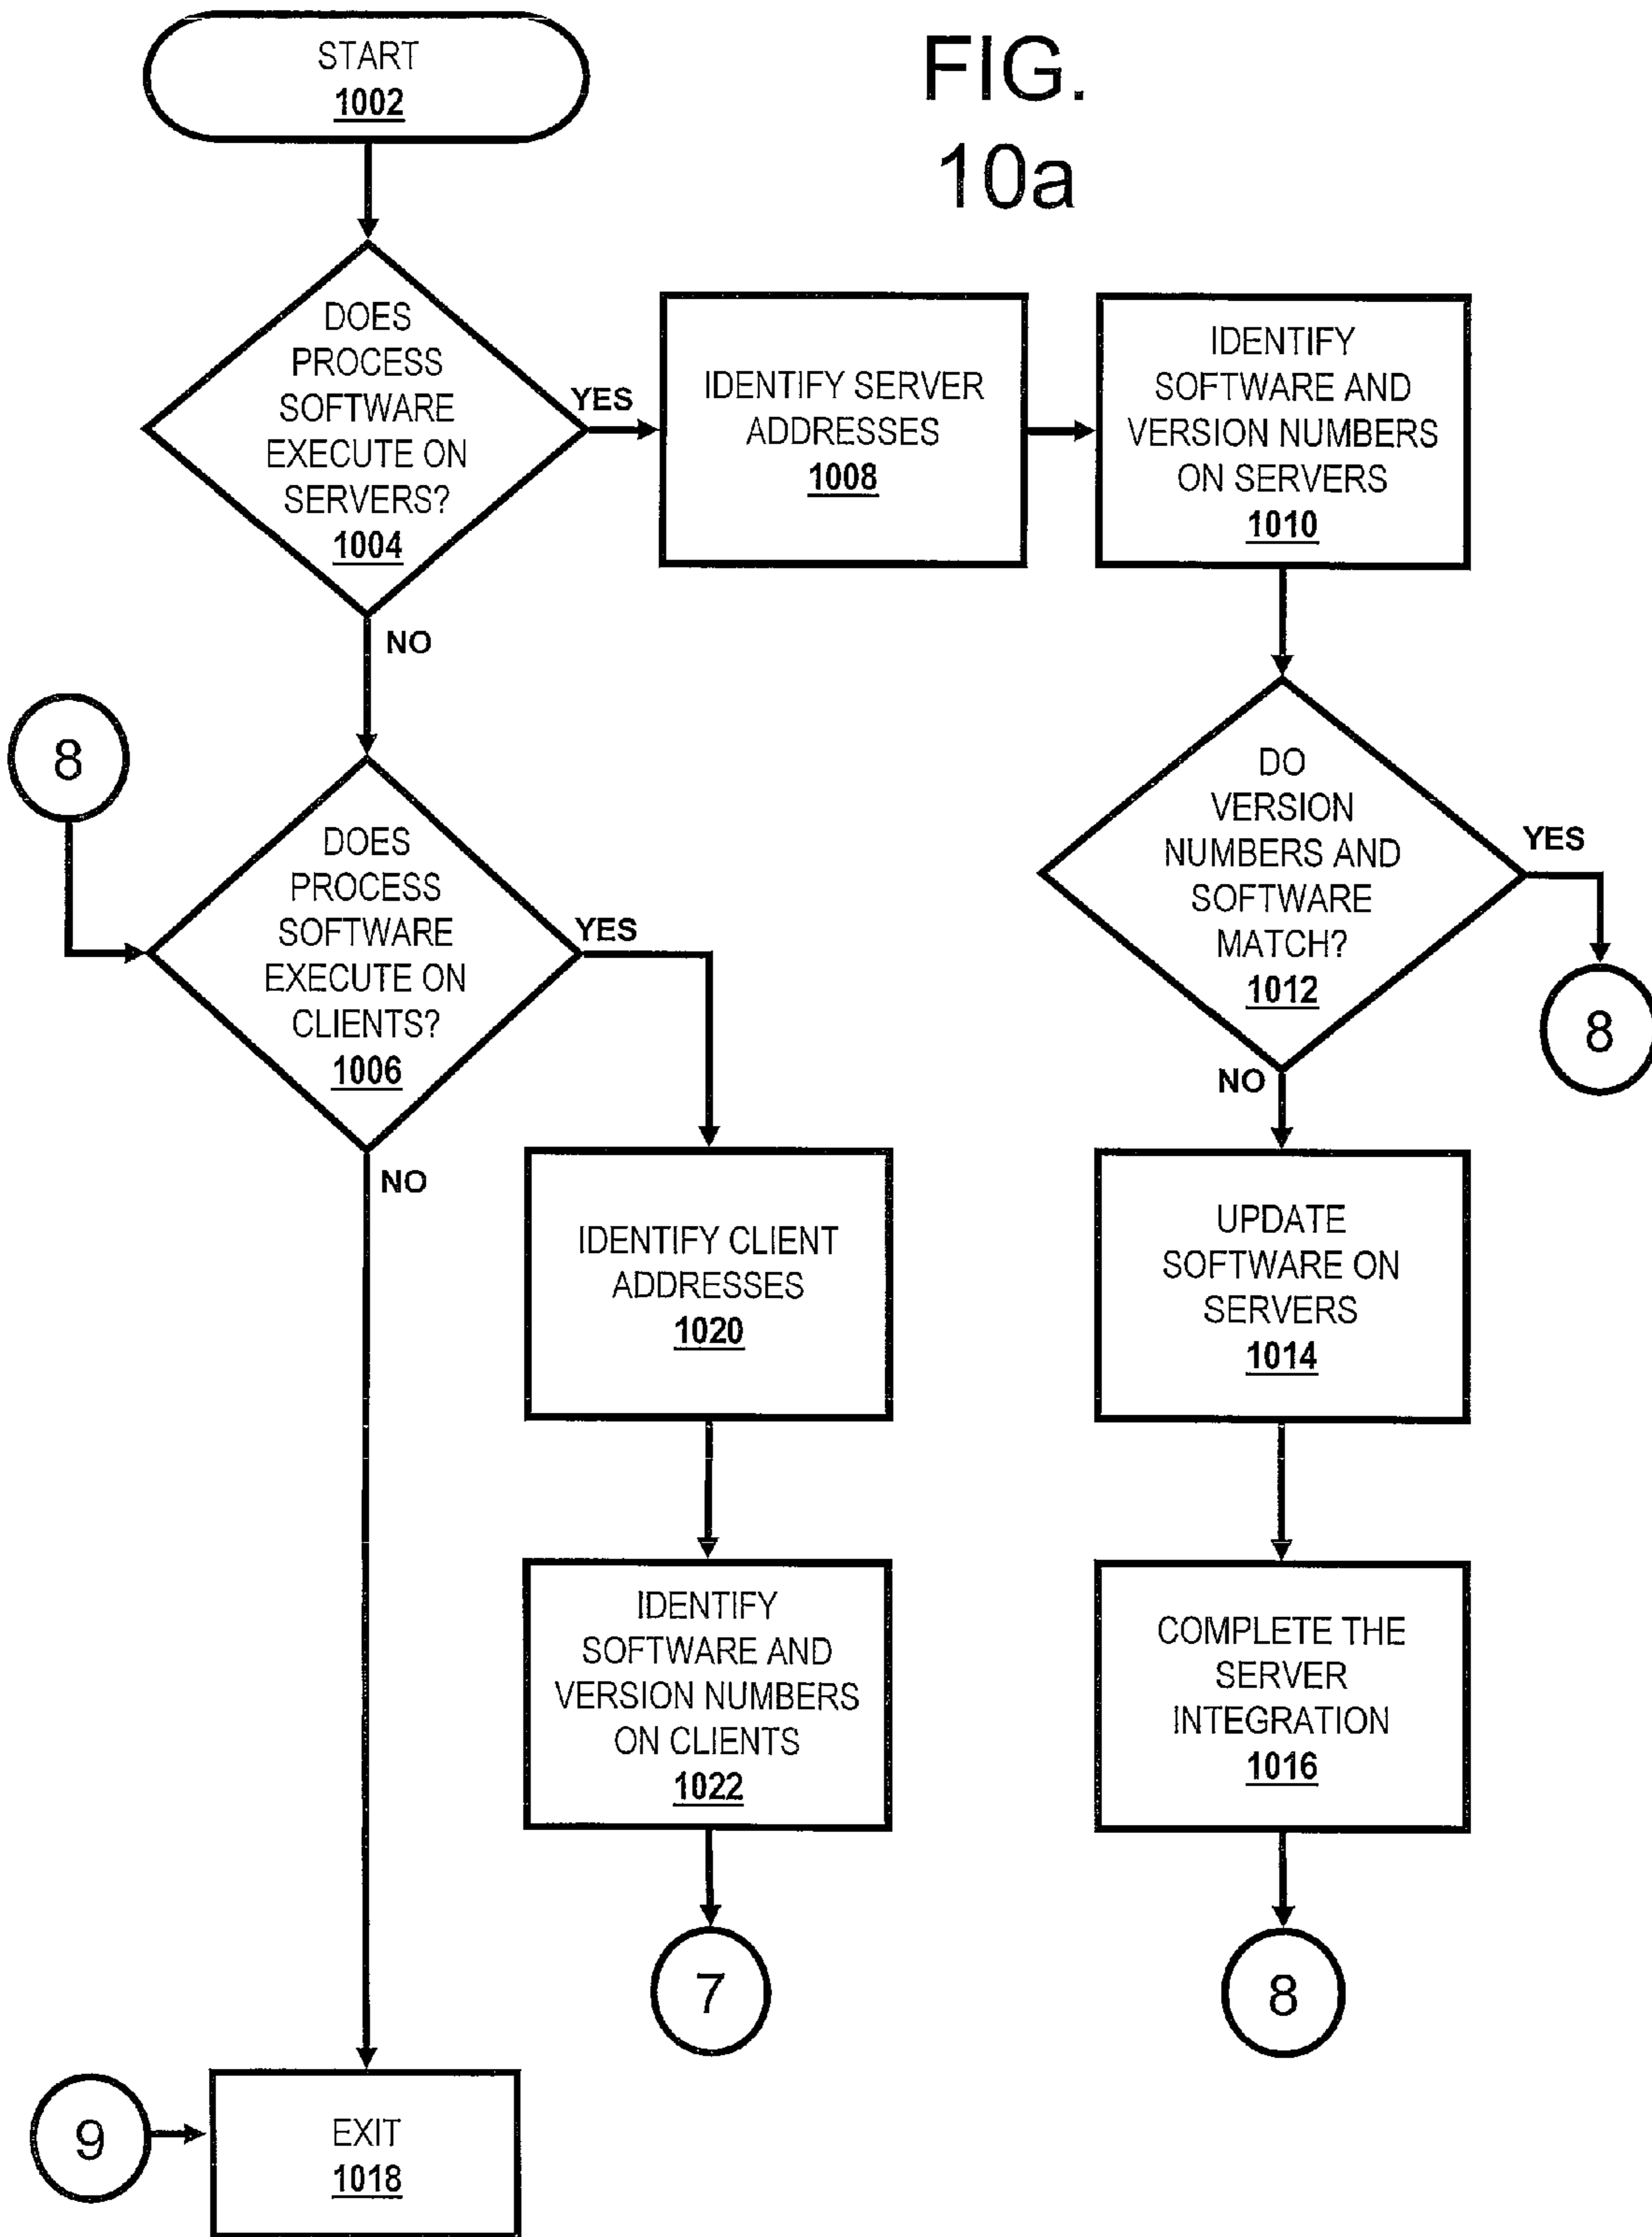 FIG.
10a
START
1002
DOES
PROCESS
SOFTWARE
EXECUTE ON
SERVERS?
1004
YES
NO
IDENTIFY SERVER
ADDRESSES
1008
IDENTIFY
SOFTWARE AND
VERSION NUMBERS
ON SERVERS
1010
8
DOES
PROCESS
SOFTWARE
EXECUTE ON
CLIENTS?
1006
YES
NO
DO
VERSION
NUMBERS AND
SOFTWARE
MATCH?
1012
YES
8
NO
IDENTIFY CLIENT
ADDRESSES
1020
UPDATE
SOFTWARE ON
SERVERS
1014
IDENTIFY
SOFTWARE AND
VERSION NUMBERS
ON CLIENTS
1022
COMPLETE THE
SERVER
INTEGRATION
1016
7
8
9
EXIT
1018